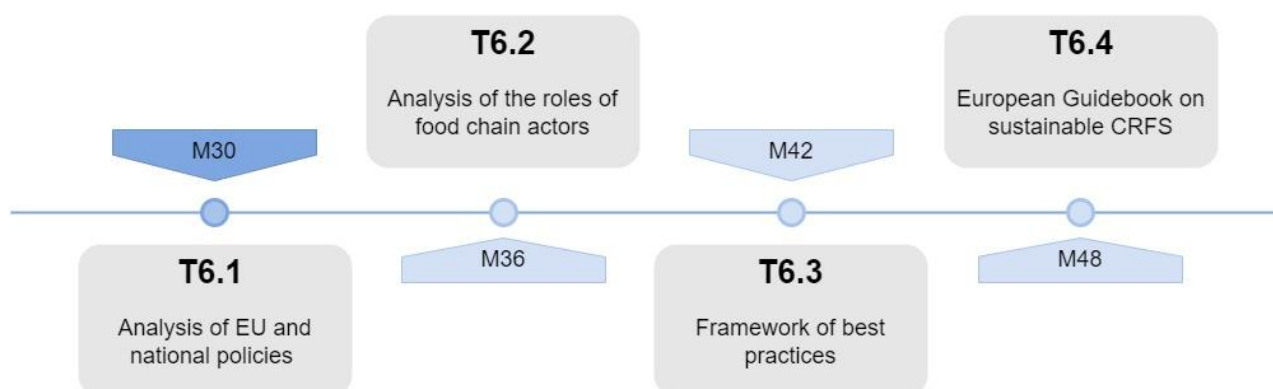 T6.2
Analysis of the roles of
food chain actors
T6.4
European Guidebook on
sustainable CRFS
M30
M42
M36
M48
T6.1
Analysis of EU and
national policies
T6.3
Framework of best
practices